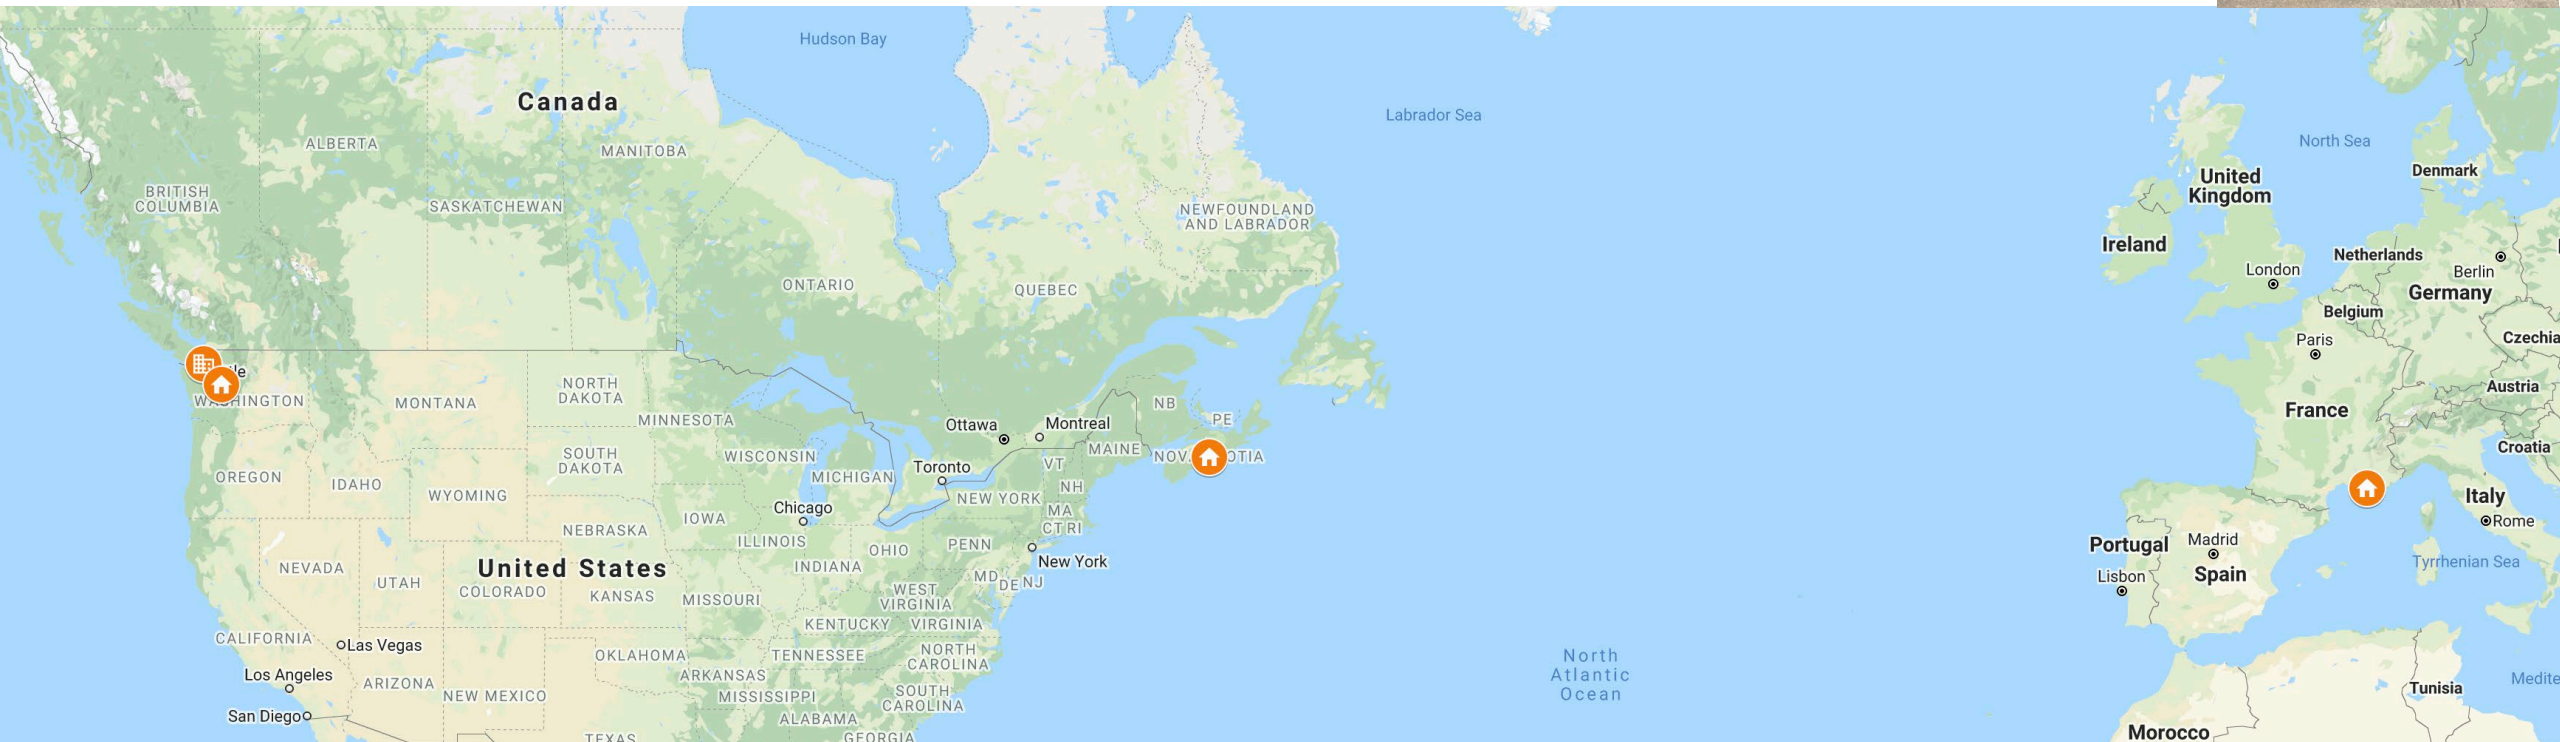 Hudson Bay
Canada
Labrador Sea
North Sea
ALBERTA
MANITOBA
Denmark
BRITISH
COLUMBIA
SASKATCHEWAN
NEWFOUNDLAND
AND LABRADOR
United
Kingdom
Ireland
Netherlands
London
Berlin
Germany
ONTARIO
QUEBEC
Belgium
Paris
Czechia
le
WASHINGTON
MONTANA
NORTH
DAKOTA
MINNESOTA
Ottawa
Montreal
NB
PE
MAINE
Austria
France
Croatia
OREGON
IDAHO
WYOMING
SOUTH
DAKOTA
WISCONSIN
MICHIGAN
Toronto
VT
NH
NEW YORK
MA
CT RI
Chicago
IOWA
NEBRASKA
ILLINOIS
INDIANA
OHIO
PENN
New York
Italy
Rome
Portugal
Madrid
Spain
Lisbon
Tyrrhenian Sea
NEVADA
UTAH
United States
COLORADO
KANSAS
MISSOURI
WEST
VIRGINIA
MD
DE
NJ
KENTUCKY
VIRGINIA
CALIFORNIA
Las Vegas
Los Angeles
ARIZONA
NEW MEXICO
OKLAHOMA
TENNESSEE
NORTH
CAROLINA
ARKANSAS
MISSISSIPPI
SOUTH
CAROLINA
San Diego
ALABAMA
GEORGIA
TEXAS
North
Atlantic
Ocean
Tunisia
Medite
Morocco